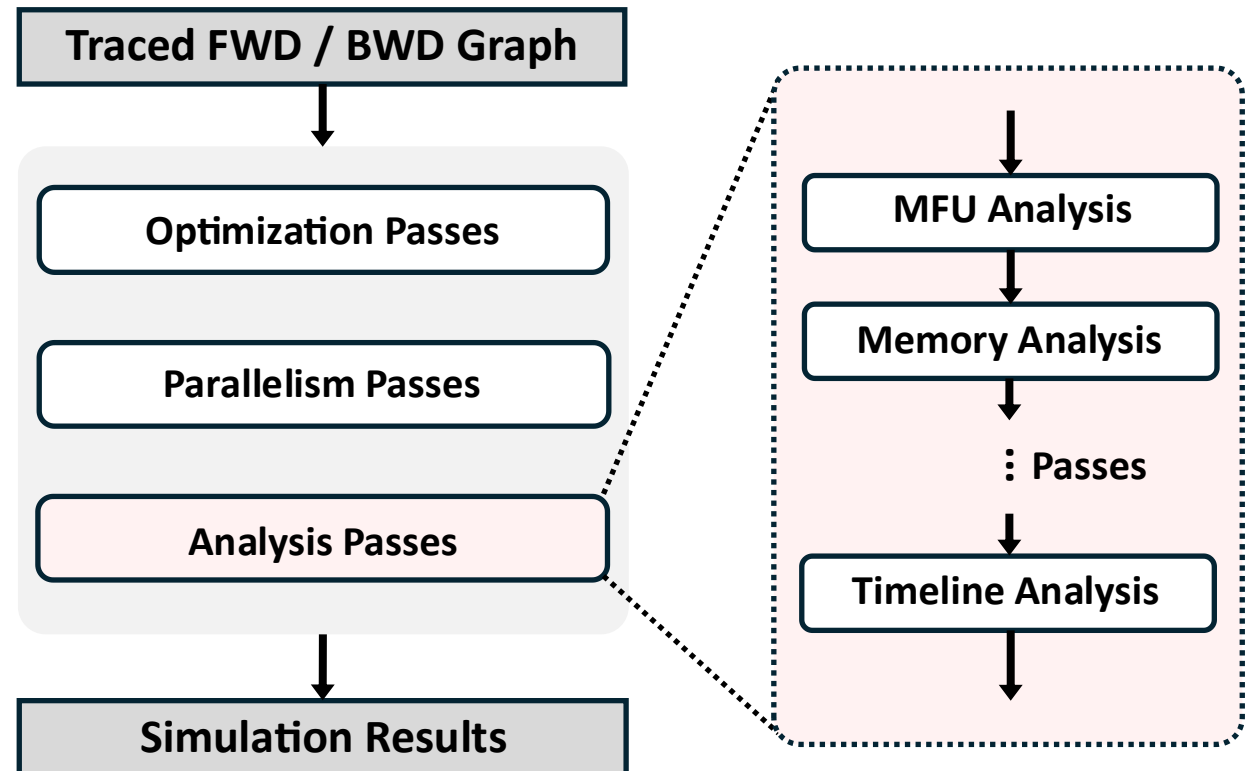 Traced FWD / BWD Graph
Optimization Passes
Parallelism Passes
Analysis Passes
Simulation Results
MFU Analysis
Memory Analysis
⋮ Passes
Timeline Analysis